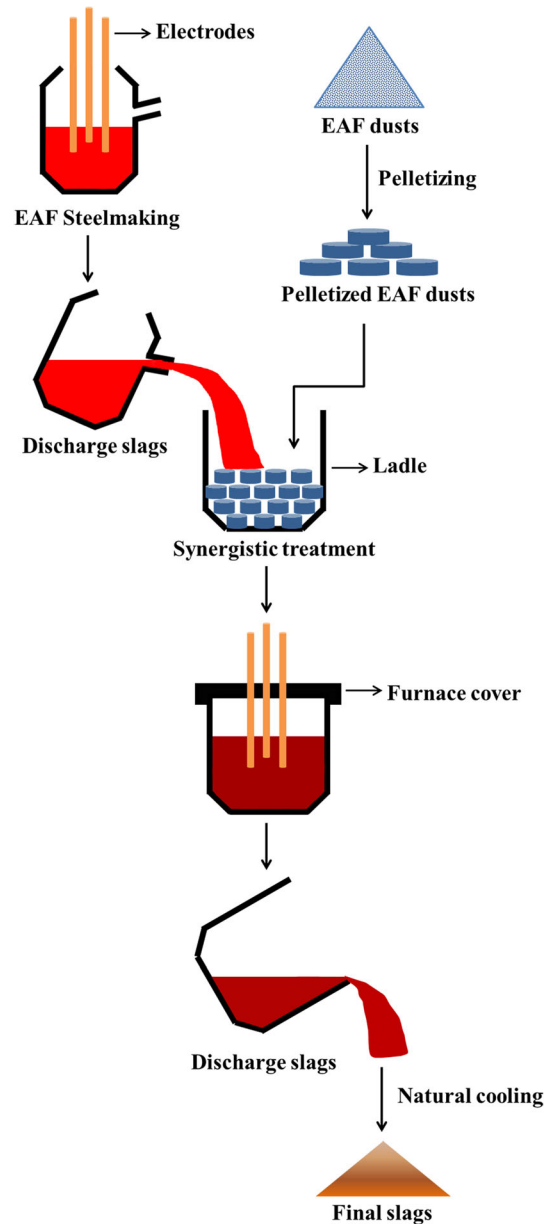 Electrodes
EAF dusts
Pelletizing
EAF Steelmaking
Pelletized EAF dusts
Discharge slags
Ladle
Synergistic treatment
Furnace cover
Discharge slags
Natural cooling
Final slags